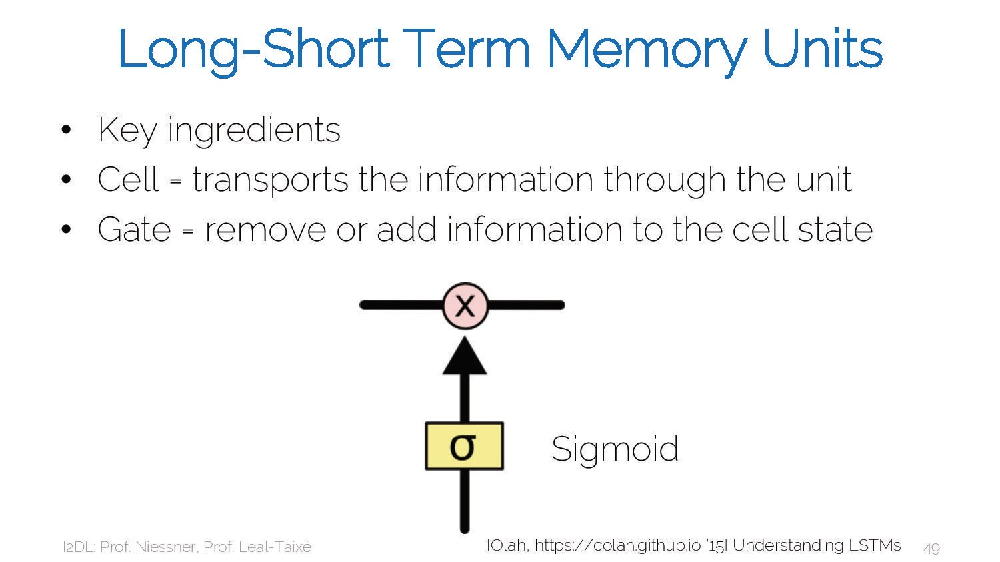 Long-Short Term Memory Units
• Key ingredients
• Cell = transports the information through the unit
• Gate = remove or add information to the cell state
x
σ
Sigmoid
I2DL: Prof. Niessner, Prof. Leal-Taixé
[Olah, https://colah.github.io ’15] Understanding LSTMs
49